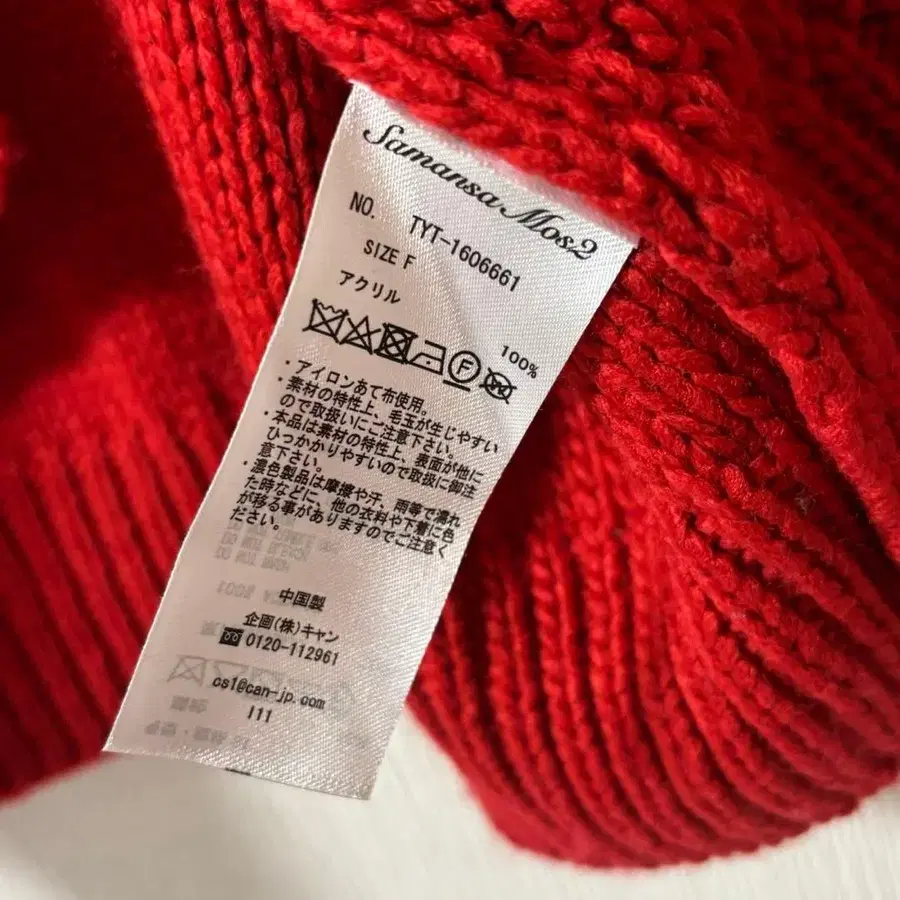 Samansa Mos2
NO. TYT-1606661
SIZE F
アクリル 100%
F
W
・アイロンあて布使用。
・素材の特性上、毛玉が生じやすい
ので取扱いにご注意下さい。
・本品は素材の特性上、表面が他に
ひっかかりやすいので取扱に御注
意下さい。
・濃色製品は摩擦や汗、雨等で濡れ
た時などに、他の衣料や下着に色
が移る事がありますのでご注意く
ださい。
中国製
企画(株)キャン
0120-112961
cs1@can-jp.com
I11